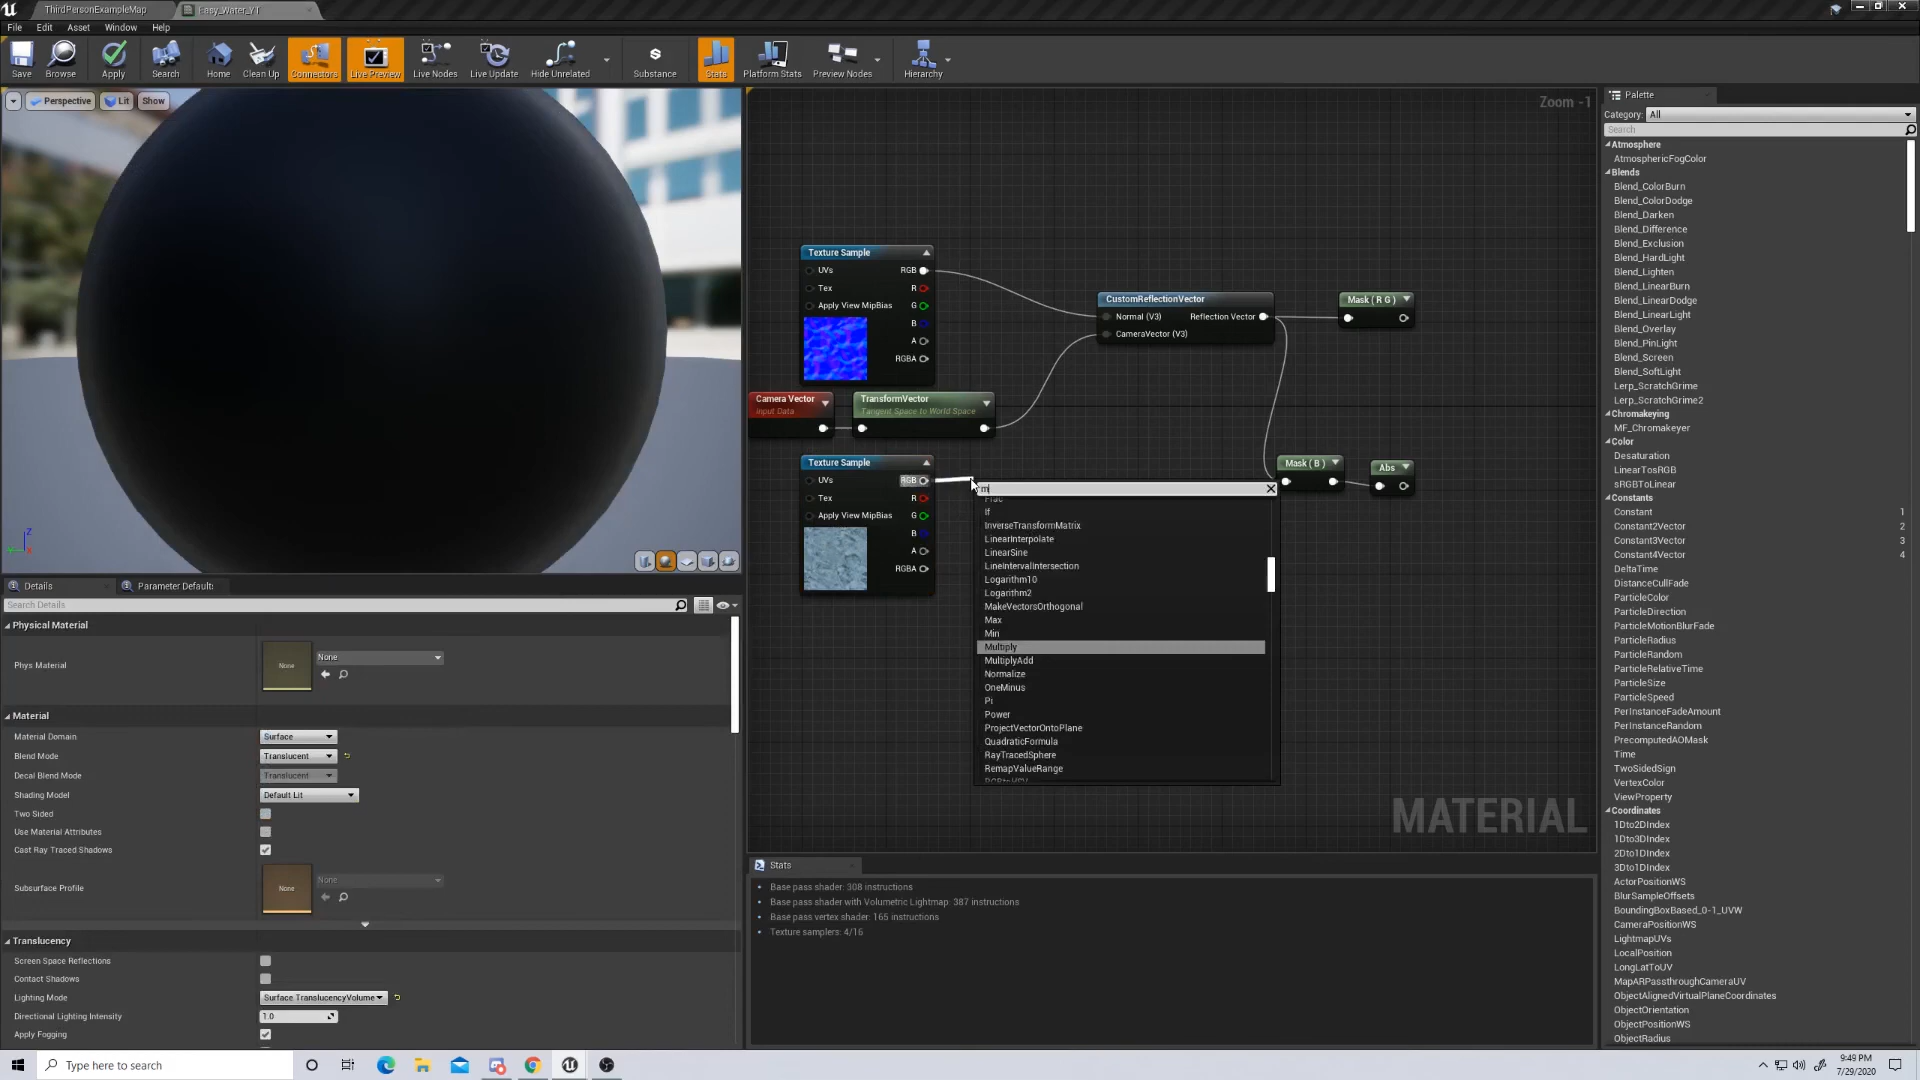 ThirdPersonExampleMap
Easy_Water_V1
File Edit Asset Window Help
Save Browse Apply Search Home Clean Up Connectors Live Preview Live Nodes Live Update Hide Unrelated Substance Stats Platform Stats Preview Nodes Hierarchy
Perspective Lit Show
Zoom -1
Texture Sample
UVs RGB
Tex R
Apply View MipBias G
B
A
RGBA
CustomReflectionVector
Normal (V3) Reflection Vector
CameraVector (V3)
Mask ( R G )
Camera Vector
Input Data
TransformVector
Tangent Space to World Space
Texture Sample
UVs RGB
Tex R
Apply View MipBias G
B
A
RGBA
Mask ( B )
Abs
m
Frac
If
InverseTransformMatrix
LinearInterpolate
LinearSine
LineIntervalIntersection
Logarithm10
Logarithm2
MakeVectorsOrthogonal
Max
Min
Multiply
MultiplyAdd
Normalize
OneMinus
Pi
Power
ProjectVectorOntoPlane
QuadraticFormula
RayTracedSphere
RemapValueRange
MATERIAL
Details
Parameter Default:
Search Details
Physical Material
Phys Material
None
None
Material
Material Domain Surface
Blend Mode Translucent
Decal Blend Mode Translucent
Shading Model Default Lit
Two Sided
Use Material Attributes
Cast Ray Traced Shadows
Subsurface Profile
None
None
Translucency
Screen Space Reflections
Contact Shadows
Lighting Mode Surface TranslucencyVolume
Directional Lighting Intensity 1.0
Apply Fogging
Stats
Base pass shader: 308 instructions
Base pass shader with Volumetric Lightmap: 387 instructions
Base pass vertex shader: 165 instructions
Texture samplers: 4/16
Palette
Category: All
Search
Atmosphere
AtmosphericFogColor
Blends
Blend_ColorBurn
Blend_ColorDodge
Blend_Darken
Blend_Difference
Blend_Exclusion
Blend_HardLight
Blend_Lighten
Blend_LinearBurn
Blend_LinearDodge
Blend_LinearLight
Blend_Overlay
Blend_PinLight
Blend_Screen
Blend_SoftLight
Lerp_ScratchGrime
Lerp_ScratchGrime2
Chromakeying
MF_Chromakeyer
Color
Desaturation
LinearTosRGB
sRGBToLinear
Constants
Constant 1
Constant2Vector 2
Constant3Vector 3
Constant4Vector 4
DeltaTime
DistanceCullFade
ParticleColor
ParticleDirection
ParticleMotionBlurFade
ParticleRadius
ParticleRandom
ParticleRelativeTime
ParticleSize
ParticleSpeed
PerInstanceFadeAmount
PerInstanceRandom
PrecomputedAOMask
Time
TwoSidedSign
VertexColor
ViewProperty
Coordinates
1Dto2DIndex
1Dto3DIndex
2Dto1DIndex
3Dto1DIndex
ActorPositionWS
BlurSampleOffsets
BoundingBoxBased_0-1_UVW
CameraPositionWS
LightmapUVs
LocalPosition
LongLatToUV
MapARPassthroughCameraUV
ObjectAlignedVirtualPlaneCoordinates
ObjectOrientation
ObjectPositionWS
ObjectRadius
Type here to search
9:49 PM
7/29/2020